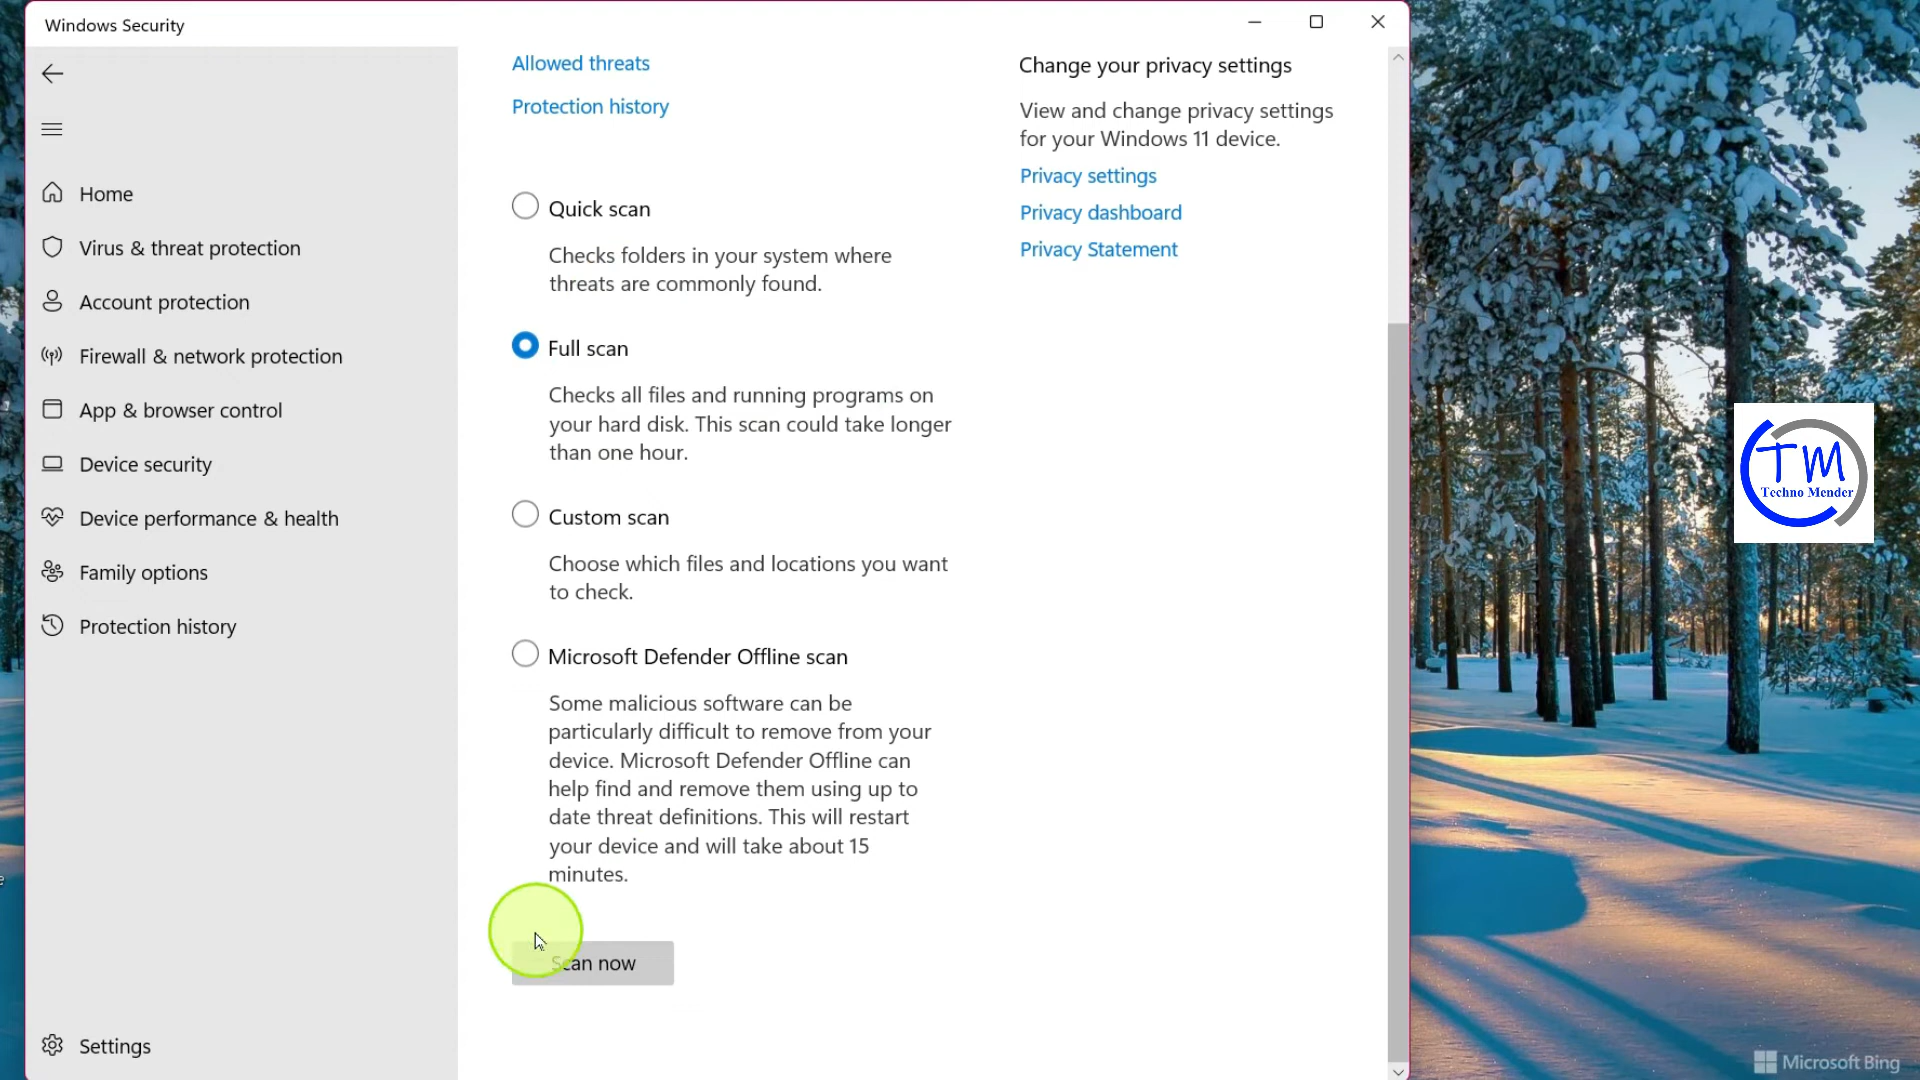 Windows Security
Home
Virus & threat protection
Account protection
Firewall & network protection
App & browser control
Device security
Device performance & health
Family options
Protection history
Settings
Allowed threats
Protection history
Quick scan
Checks folders in your system where
threats are commonly found.
Full scan
Checks all files and running programs on
your hard disk. This scan could take longer
than one hour.
Custom scan
Choose which files and locations you want
to check.
Microsoft Defender Offline scan
Some malicious software can be
particularly difficult to remove from your
device. Microsoft Defender Offline can
help find and remove them using up to
date threat definitions. This will restart
your device and will take about 15
minutes.
Scan now
Change your privacy settings
View and change privacy settings
for your Windows 11 device.
Privacy settings
Privacy dashboard
Privacy Statement
TM
Techno Mender
Microsoft Bing